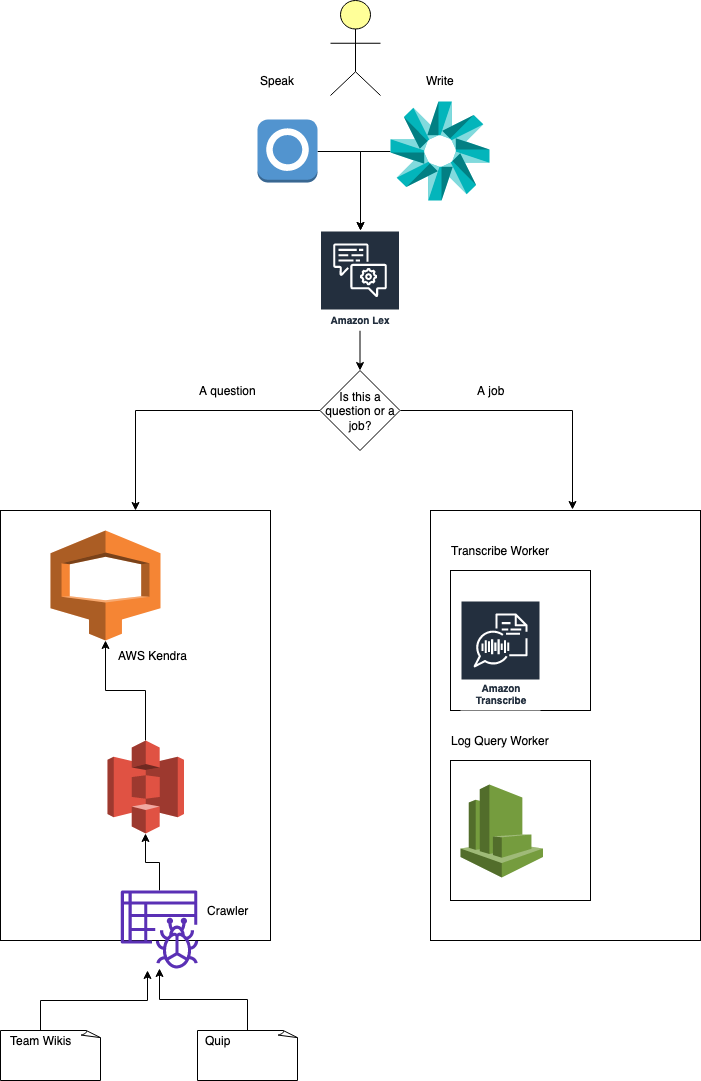 Speak
Write
Amazon Lex
A question
A job
Is this a
question or a
job?
Transcribe Worker
AWS Kendra
Amazon
Transcribe
Log Query Worker
Crawler
Team Wikis
Quip